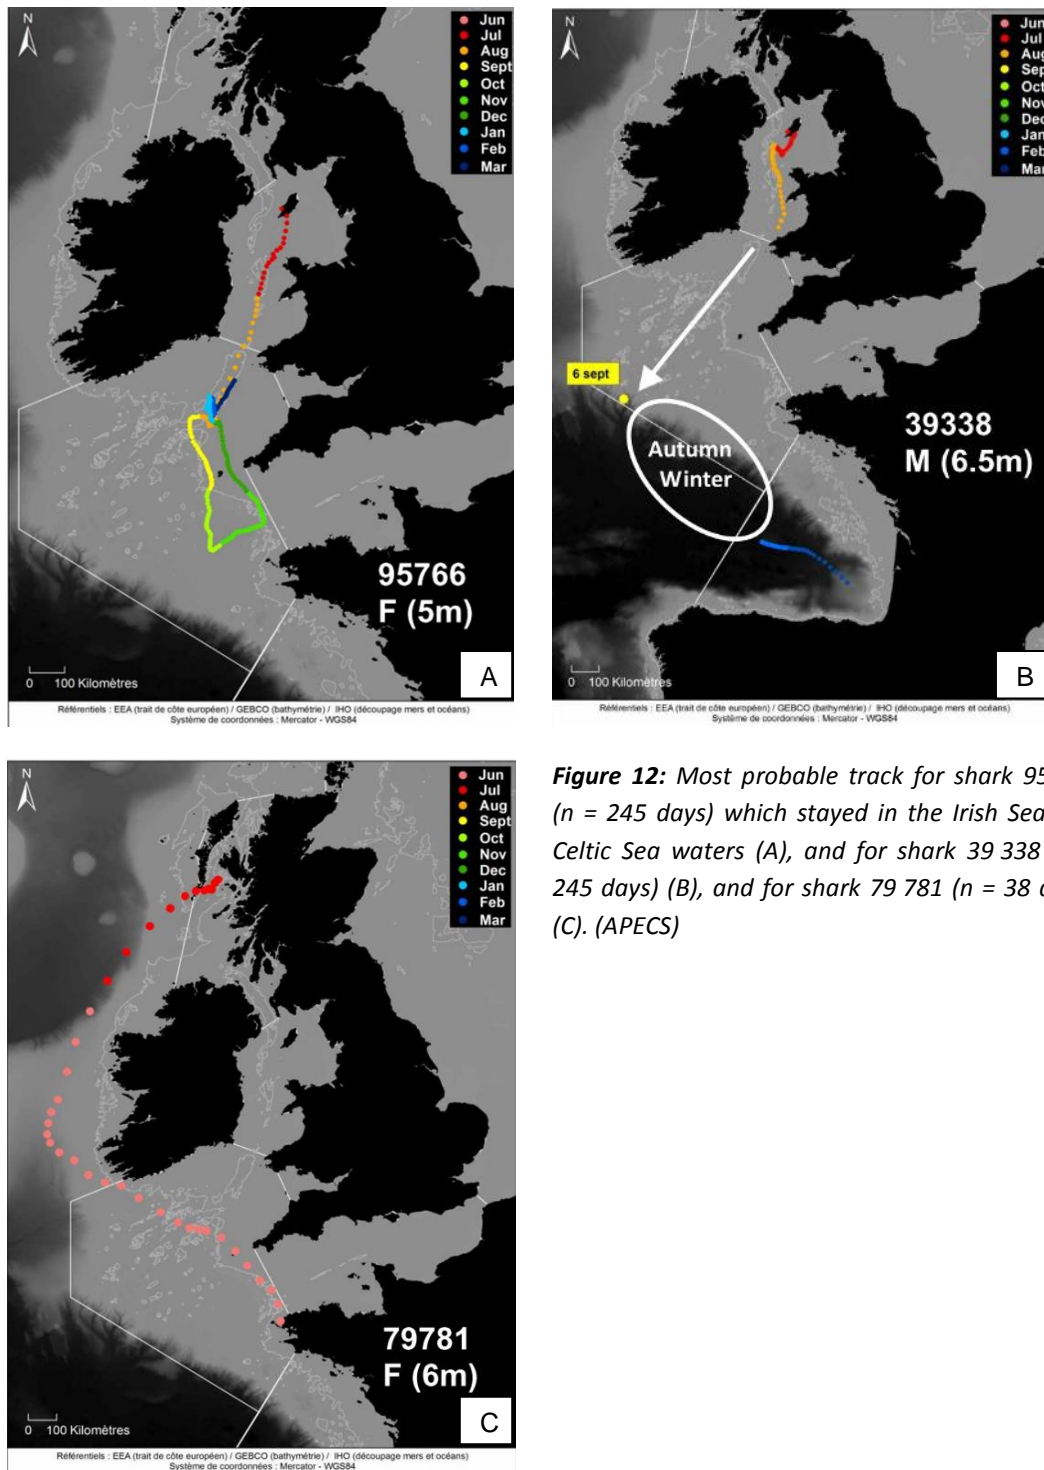 N
Jun
Jul
Aug
Sept
Oct
Nov
Dec
Jan
Feb
Mar
95766
F (5m)
0 100 Kilomètres
A
Référentiels : EEA (trait de côte européen) / GEBCO (bathymétrie) / IHO (découpage mers et océans)
Système de coordonnées : Mercator - WGS84
N
Jun
Jul
Aug
Sep
Oct
Nov
Dec
Jan
Feb
Mar
6 sept
Autumn
Winter
39338
M (6.5m)
0 100 Kilomètres
B
Référentiels : EEA (trait de côte européen) / GEBCO (bathymétrie) / IHO (découpage mers et océans)
Système de coordonnées : Mercator - WGS84
N
Jun
Jul
Aug
Sept
Oct
Nov
Dec
Jan
Feb
Mar
79781
F (6m)
0 100 Kilomètres
C
Référentiels : EEA (trait de côte européen) / GEBCO (bathymétrie) / IHO (découpage mers et océans)
Système de coordonnées : Mercator - WGS84
Figure 12: Most probable track for shark 95
(n = 245 days) which stayed in the Irish Sea
Celtic Sea waters (A), and for shark 39 338
245 days) (B), and for shark 79 781 (n = 38
(C). (APECS)